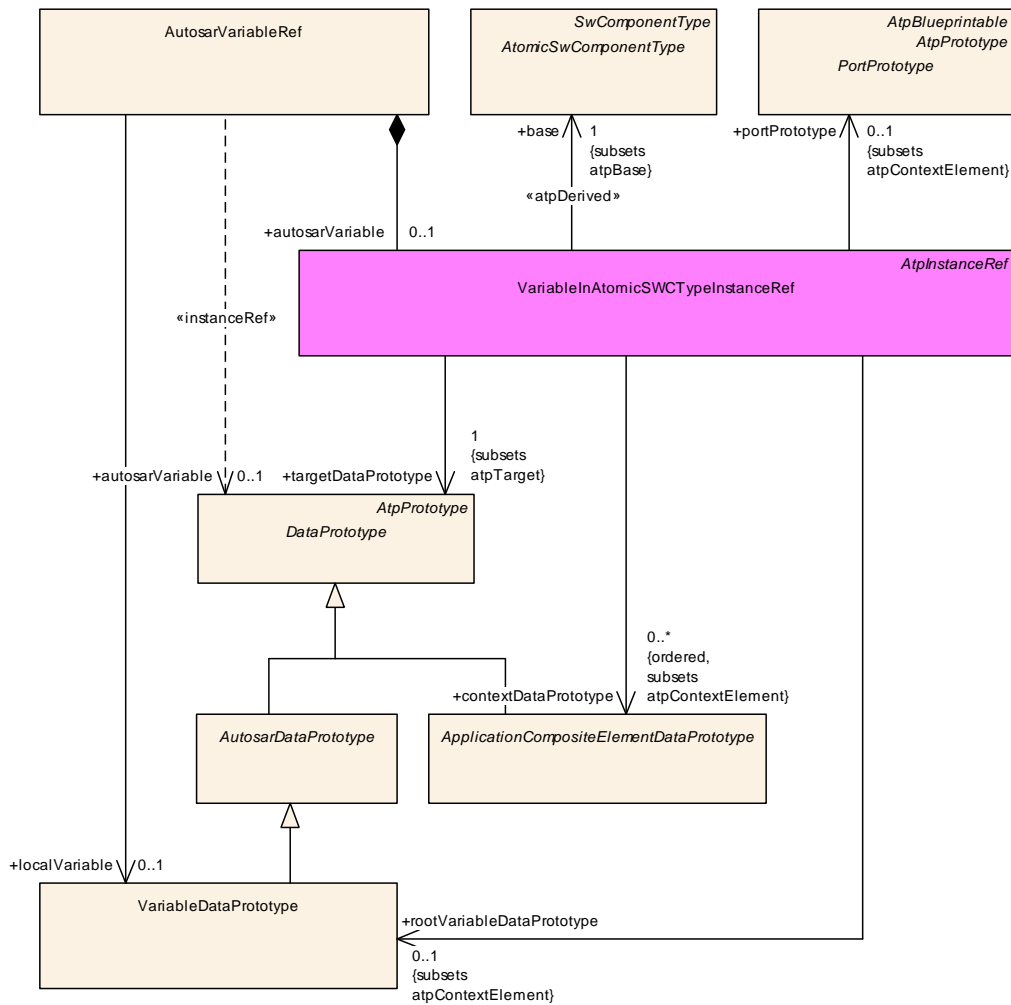 AutosarVariableRef
SwComponentType
AtomicSwComponentType
AtpBlueprintable
AtpPrototype
PortPrototype
+base
1
{subsets
atpBase}
«atpDerived»
+portPrototype
0..1
{subsets
atpContextElement}
+autosarVariable
0..1
AtpInstanceRef
VariableInAtomicSWCTypeInstanceRef
«instanceRef»
+autosarVariable
0..1
+targetDataPrototype
1
{subsets
atpTarget}
AtpPrototype
DataPrototype
0..*
{ordered,
subsets
atpContextElement}
+contextDataPrototype
AutosarDataPrototype
ApplicationCompositeElementDataPrototype
+localVariable
0..1
VariableDataPrototype
+rootVariableDataPrototype
0..1
{subsets
atpContextElement}